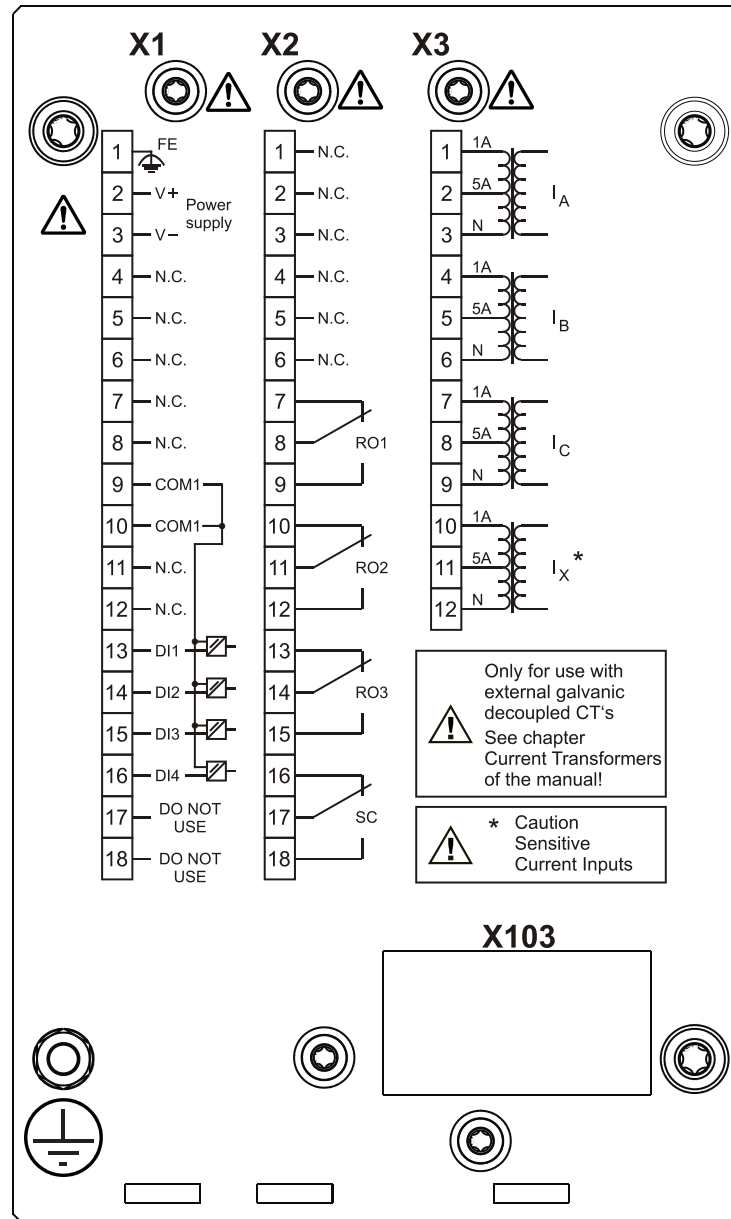 X1 X2 X3
1 FE
2 V+
Power
supply
3 V–
4 N.C.
5 N.C.
6 N.C.
7 N.C.
8 N.C.
9 COM1
10 COM1
11 N.C.
12 N.C.
13 DI1
14 DI2
15 DI3
16 DI4
17 DO NOT
USE
18 DO NOT
USE
1 N.C.
2 N.C.
3 N.C.
4 N.C.
5 N.C.
6 N.C.
7
8 RO1
9
10
11 RO2
12
13
14 RO3
15
16
17 SC
18
1 1A
2 5A IA
3 N
4 1A
5 5A IB
6 N
7 1A
8 5A IC
9 N
10 1A
11 5A IX*
12 N
Only for use with
external galvanic
decoupled CT‘s
See chapter
Current Transformers
of the manual!
* Caution
Sensitive
Current Inputs
X103